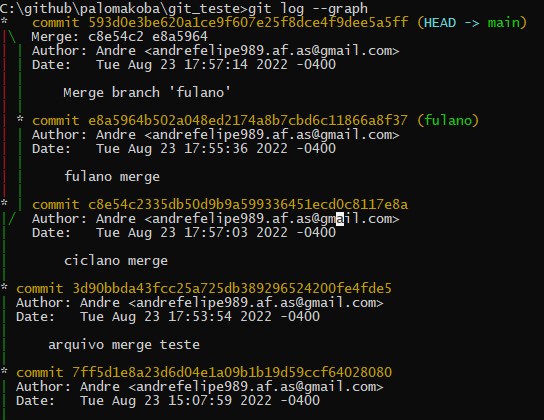 C:\github\palomakoba\git_teste>git log --graph
*   commit 593d0e3be620a1ce9f607e25f8dce4f9dee5a5ff (HEAD -> main)
|\  Merge: c8e54c2 e8a5964
| | Author: Andre <andrefelipe989.af.as@gmail.com>
| | Date:   Tue Aug 23 17:57:14 2022 -0400
| |
| |     Merge branch 'fulano'
| |
| * commit e8a5964b502a048ed2174a8b7cbd6c11866a8f37 (fulano)
| | Author: Andre <andrefelipe989.af.as@gmail.com>
| | Date:   Tue Aug 23 17:55:36 2022 -0400
| |
| |     fulano merge
| |
* | commit c8e54c2335db50d9b9a599336451ecd0c8117e8a
|/  Author: Andre <andrefelipe989.af.as@gmail.com>
|   Date:   Tue Aug 23 17:57:03 2022 -0400
|
|       ciclano merge
|
* commit 3d90bbda43fcc25a725db389296524200fe4fde5
| Author: Andre <andrefelipe989.af.as@gmail.com>
| Date:   Tue Aug 23 17:53:54 2022 -0400
|
|     arquivo merge teste
|
* commit 7ff5d1e8a23d6d04e1a09b1b19d59ccf64028080
| Author: Andre <andrefelipe989.af.as@gmail.com>
| Date:   Tue Aug 23 15:07:59 2022 -0400
|